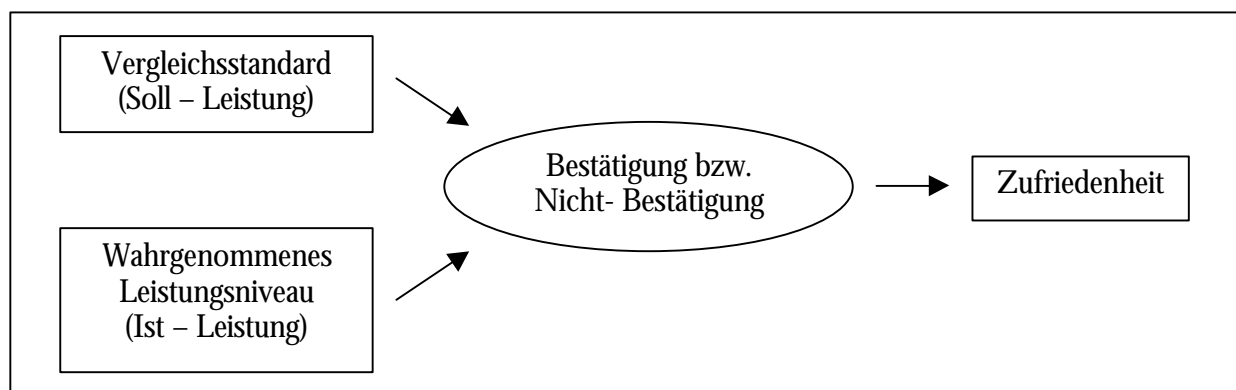 Vergleichsstandard
(Soll – Leistung)
Bestätigung bzw.
Nicht- Bestätigung
Zufriedenheit
Wahrgenommenes
Leistungsniveau
(Ist – Leistung)